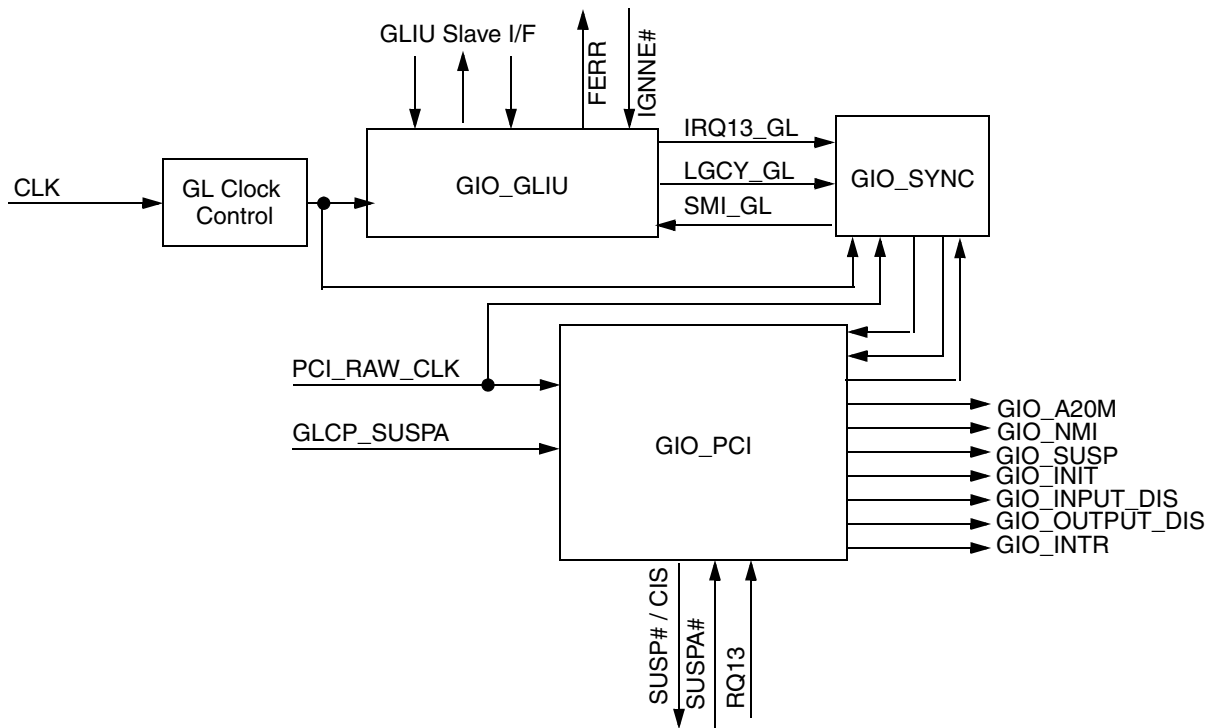 GLIU Slave I/F
FERR
IGNNE#
CLK
GL Clock
Control
GIO_GLIU
IRQ13_GL
LGCY_GL
SMI_GL
GIO_SYNC
PCI_RAW_CLK
GLCP_SUSPA
GIO_PCI
GIO_A20M
GIO_NMI
GIO_SUSP
GIO_INIT
GIO_INPUT_DIS
GIO_OUTPUT_DIS
GIO_INTR
SUSP# / CIS
SUSPA#
RQ13